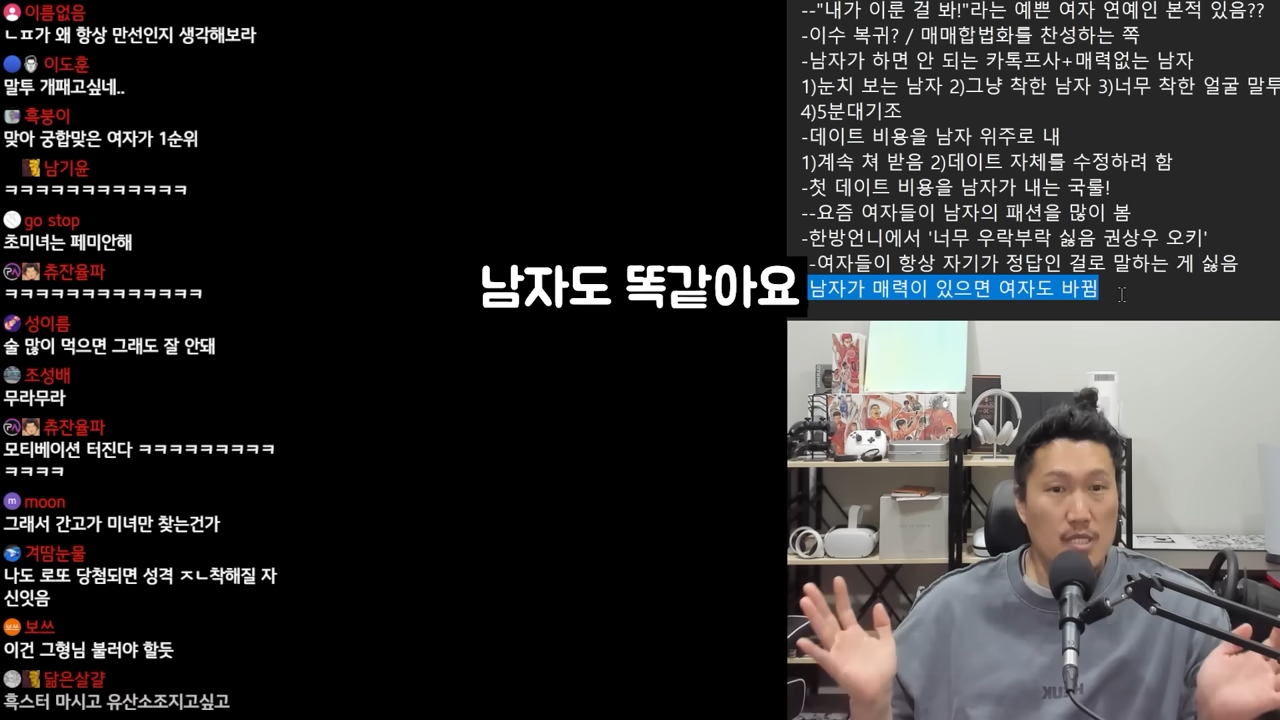 이름없음
ㄴㅍ가 왜 항상 만선인지 생각해보라
이도훈
말투 개패고싶네..
흑붕이
맞아 궁합맞은 여자가 1순위
남기윤
ㅋㅋㅋㅋㅋㅋㅋㅋㅋㅋㅋㅋ
go stop
초미녀는 페미안해
츄잔율파
ㅋㅋㅋㅋㅋㅋㅋㅋㅋㅋㅋㅋㅋ
성이름
술 많이 먹으면 그래도 잘 안돼
조성배
무라무라
츄잔율파
모티베이션 터진다 ㅋㅋㅋㅋㅋㅋㅋㅋㅋ
ㅋㅋㅋㅋ
moon
그래서 간고가 미녀만 찾는건가
겨땀눈물
나도 로또 당첨되면 성격 ㅈㄴ착해질 자
신잇음
보쓰
이건 그형님 불러야 할듯
닮은살걀
흑스터 마시고 유산소조지고싶고
남자도 똑같아요
--"내가 이룬 걸 봐!"라는 예쁜 여자 연예인 본적 있음??
-이수 복귀? / 매매합법화를 찬성하는 쪽
-남자가 하면 안 되는 카톡프사+매력없는 남자
1)눈치 보는 남자 2)그냥 착한 남자 3)너무 착한 얼굴 말투
4)5분대기조
-데이트 비용을 남자 위주로 내
1)계속 쳐 받음 2)데이트 자체를 수정하려 함
-첫 데이트 비용을 남자가 내는 국룰!
--요즘 여자들이 남자의 패션을 많이 봄
-한방언니에서 '너무 우락부락 싫음 권상우 오키'
-여자들이 항상 자기가 정답인 걸로 말하는 게 싫음
남자가 매력이 있으면 여자도 바뀜